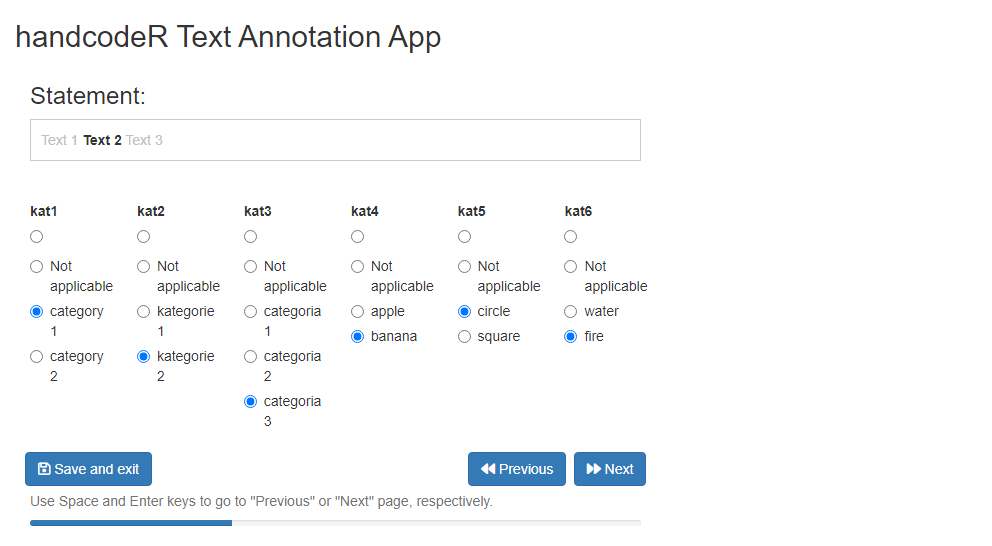 handcodeR Text Annotation App
Statement:
Text 1 Text 2 Text 3
kat1 kat2 kat3 kat4 kat5 kat6
Not Not Not Not Not Not
applicable applicable applicable applicable applicable applicable
category kategorie categoria apple circle water
1 1 1
banana square fire
category kategorie categoria
2 2 2
categoria
3
Save and exit Previous Next
Use Space and Enter keys to go to "Previous" or "Next" page, respectively.